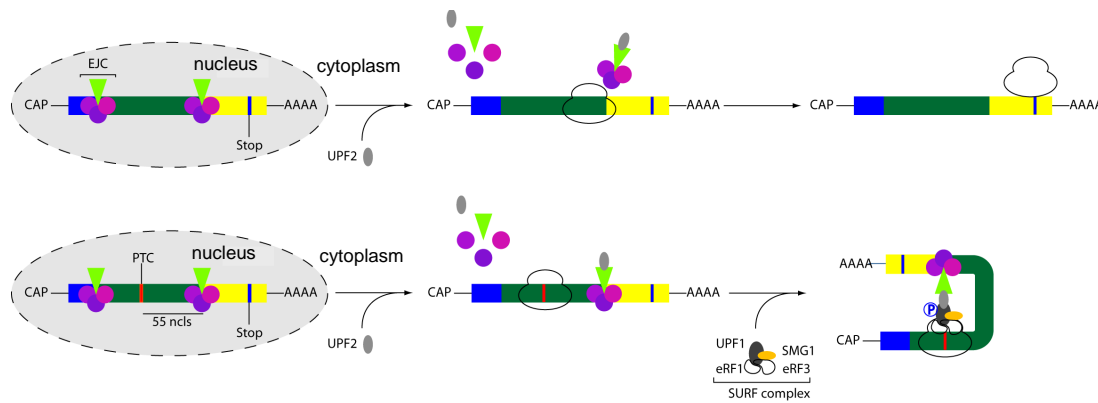 EJC
nucleus
cytoplasm
CAP
AAAA
Stop
UPF2
CAP
AAAA
CAP
AAAA
PTC
nucleus
cytoplasm
CAP
AAAA
55 ncls
Stop
UPF2
CAP
AAAA
UPF1
SMG1
eRF1
eRF3
SURF complex
AAAA
P
CAP